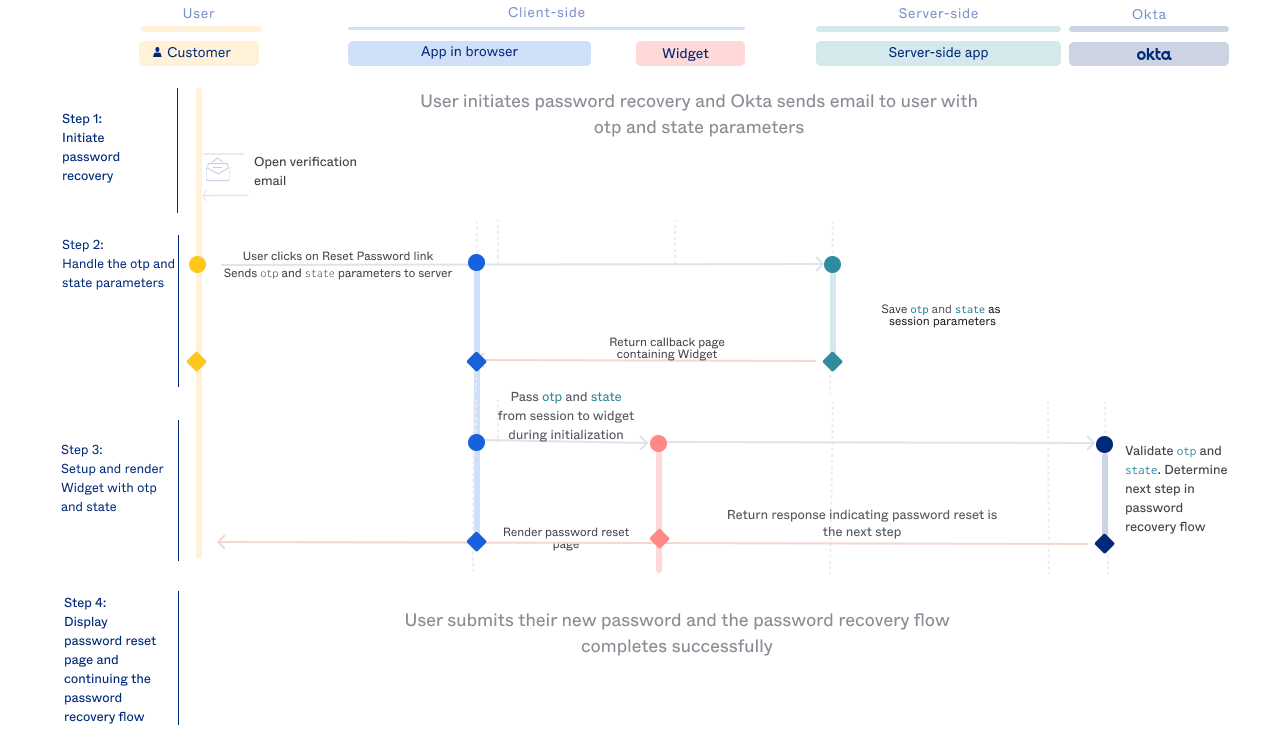 User
Client-side
Server-side
Okta
Customer
App in browser
Widget
Server-side app
okta
Step 1:
Initiate
password
recovery
User initiates password recovery and Okta sends email to user with
otp and state parameters
Open verification
email
Step 2:
Handle the otp and
state parameters
User clicks on Reset Password link
Sends otp and state parameters to server
Save otp and state as
session parameters
Return callback page
containing Widget
Pass otp and state
from session to widget
during initialization
Step 3:
Setup and render
Widget with otp
and state
Validate otp and
state. Determine
next step in
password
recovery flow
Return response indicating password reset is
the next step
Render password reset
page
Step 4:
Display
password reset
page and
continuing the
password
recovery flow
User submits their new password and the password recovery flow
completes successfully